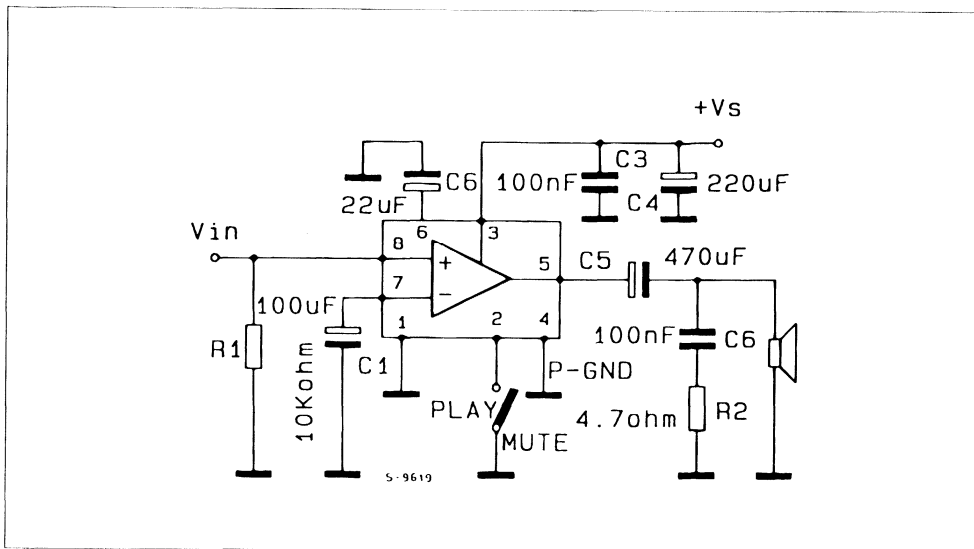 +Vs
C6
C3
100nF
C4
220uF
22uF
Vin
6
3
8
+
5
C5
470uF
7
−
100uF
1
2
4
100nF
C6
R1
C1
P-GND
10Kohm
PLAY
4.7ohm
R2
MUTE
S-9619